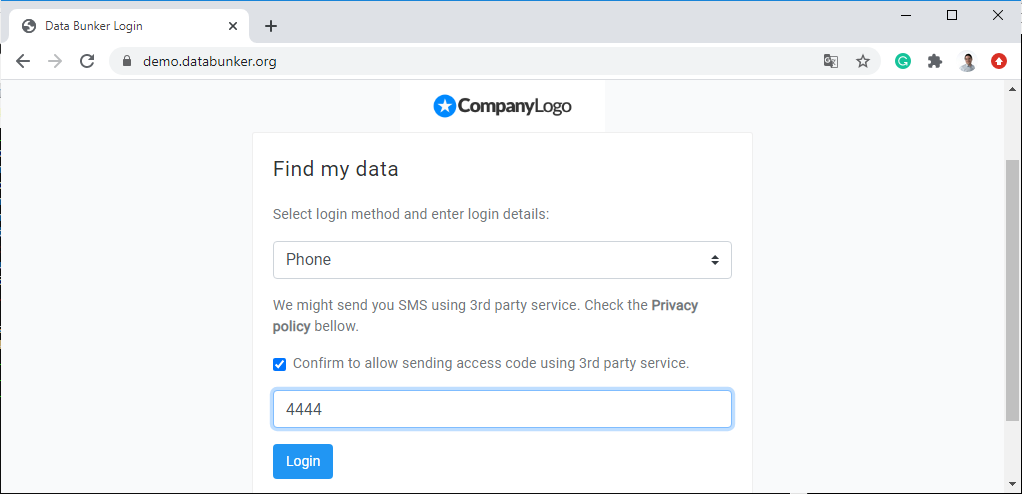 Data Bunker Login
demo.databunker.org
CompanyLogo
Find my data
Select login method and enter login details:
Phone
We might send you SMS using 3rd party service. Check the Privacy
policy bellow.
Confirm to allow sending access code using 3rd party service.
4444
Login